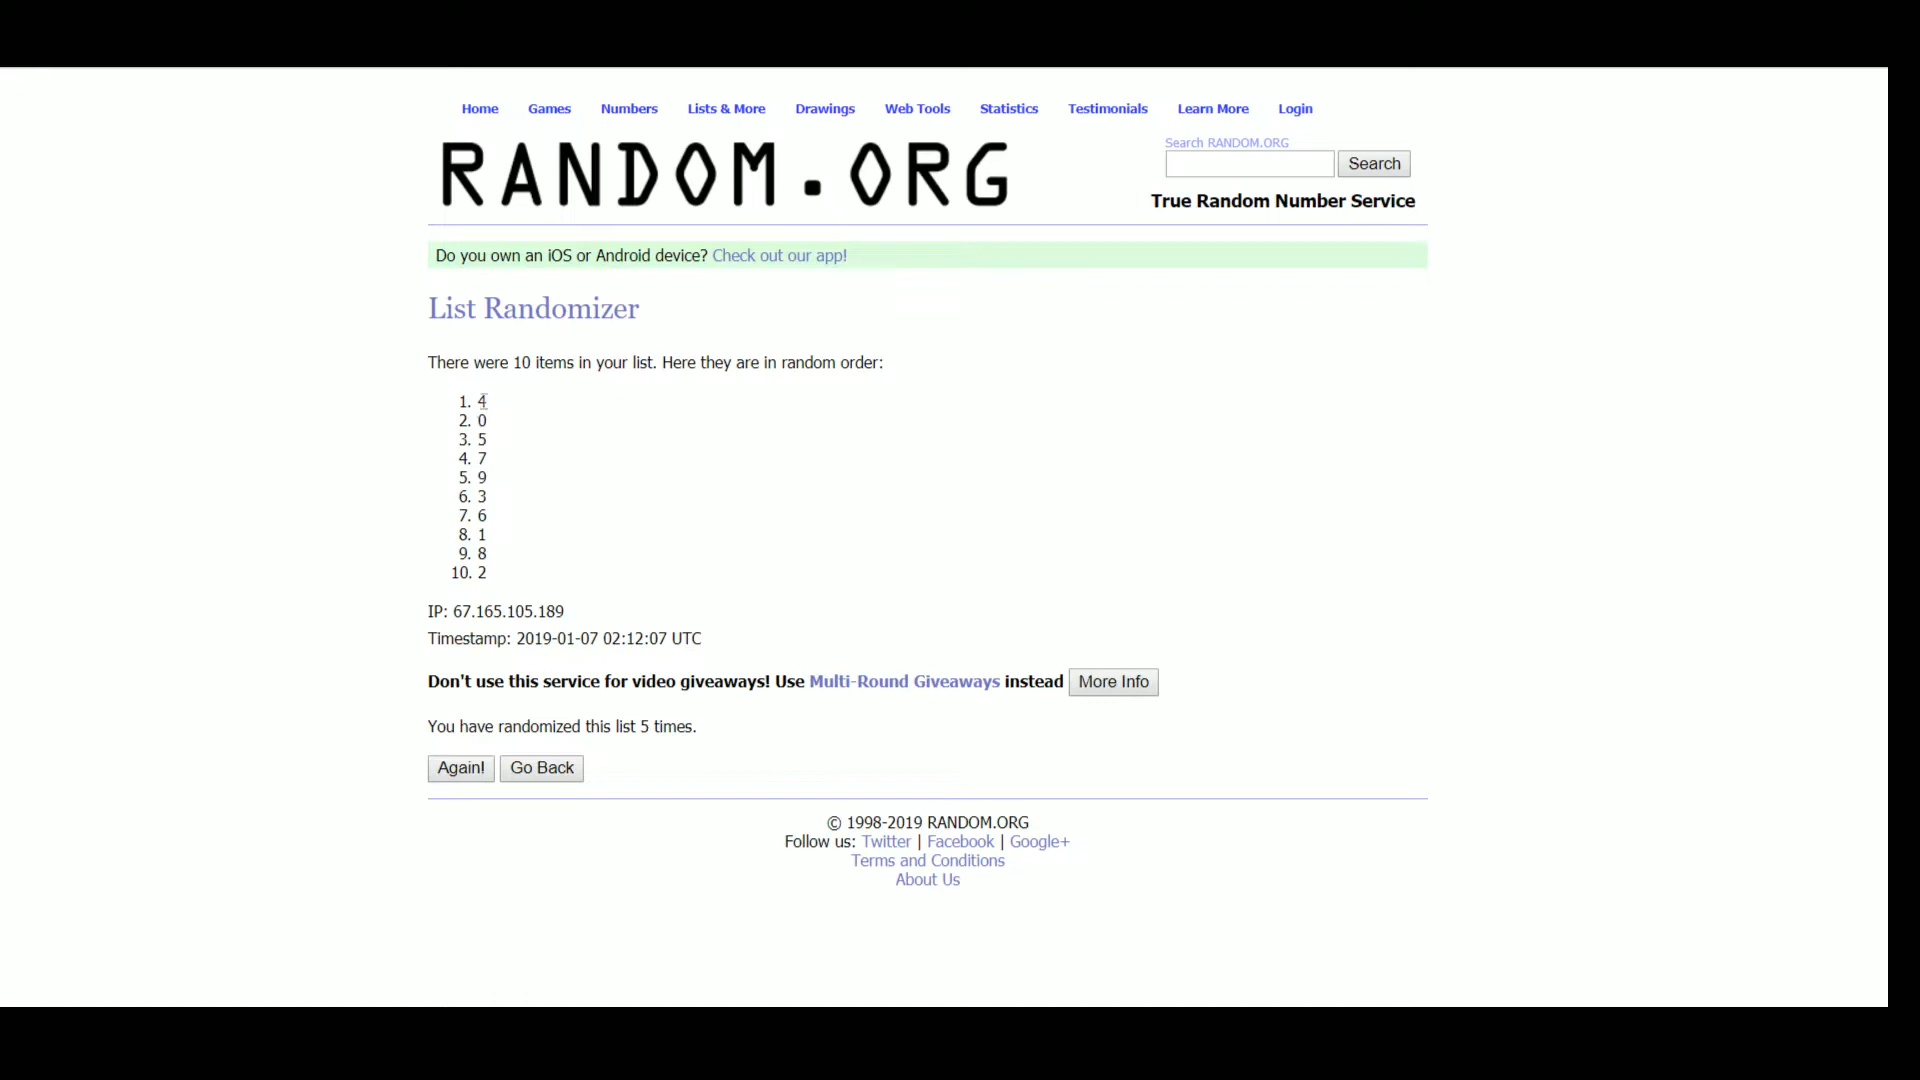 Home Games Numbers Lists & More Drawings Web Tools Statistics Testimonials Learn More Login
RANDOM.ORG
Search RANDOM.ORG
Search
True Random Number Service
Do you own an iOS or Android device? Check out our app!
List Randomizer
There were 10 items in your list. Here they are in random order:
1. 4
2. 0
3. 5
4. 7
5. 9
6. 3
7. 6
8. 1
9. 8
10. 2
IP: 67.165.105.189
Timestamp: 2019-01-07 02:12:07 UTC
Don't use this service for video giveaways! Use Multi-Round Giveaways instead More Info
You have randomized this list 5 times.
Again! Go Back
© 1998-2019 RANDOM.ORG
Follow us: Twitter | Facebook | Google+
Terms and Conditions
About Us